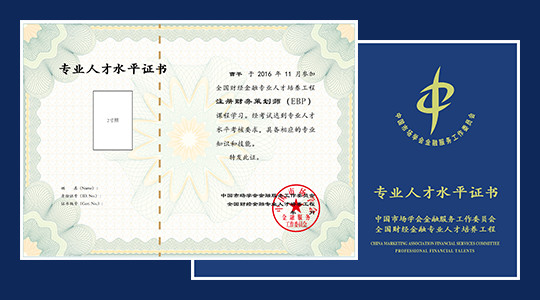 专业人才水平证书
2寸照
姓 名(Name):
身份证号(ID.No.):
证书编号(Cert.No.):
于 2016 年 11 月参加
全国财经金融专业人才培养工程
注册财务策划师(EBP)
课程学习。经考试达到专业人才
水平考核要求，具备相应的专业
知识和技能。
特发此证。
中国市场学会金融服务工作委员会
全国财经金融专业人才培养工程
金融服务
工作委员会
中国市场学会金融服务工作委员会
专业人才水平证书
中国市场学会金融服务工作委员会
全国财经金融专业人才培养工程
CHINA MARKETING ASSOCIATION FINANCIAL SERVICES COMMITTEE
PROFESSIONAL FINANCIAL TALENTS